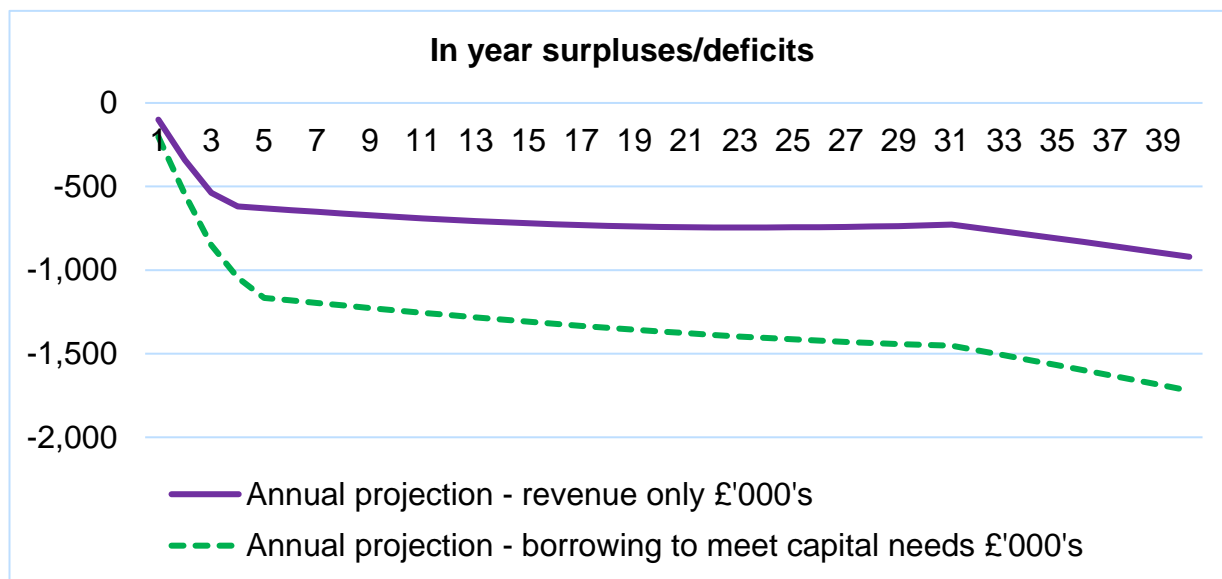 In year surpluses/deficits
0
1 3 5 7 9 11 13 15 17 19 21 23 25 27 29 31 33 35 37 39
-500
-1,000
-1,500
-2,000
Annual projection - revenue only £'000's
Annual projection - borrowing to meet capital needs £'000's